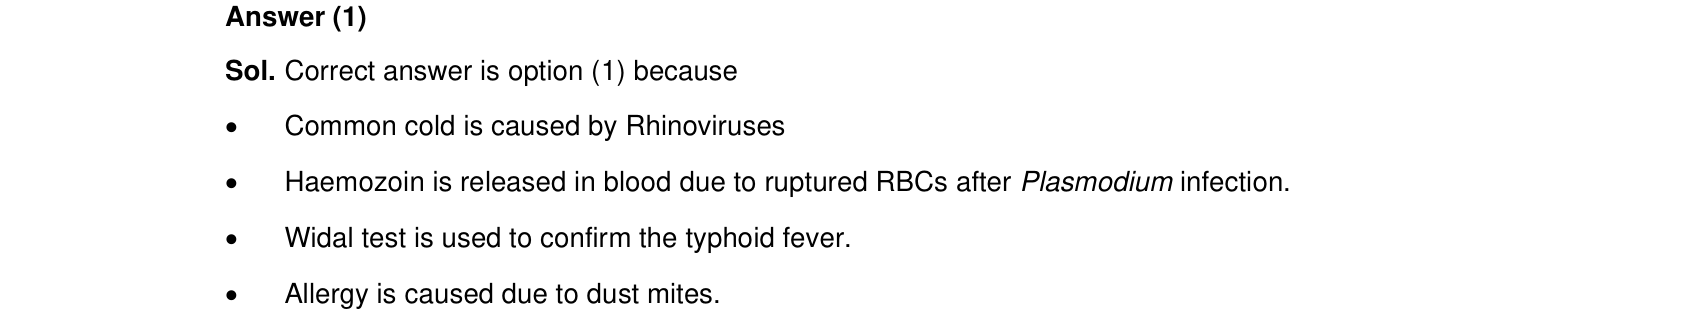 Answer (1)
Sol. Correct answer is option (1) because
• Common cold is caused by Rhinoviruses
• Haemozoin is released in blood due to ruptured RBCs after Plasmodium infection.
• Widal test is used to confirm the typhoid fever.
• Allergy is caused due to dust mites.